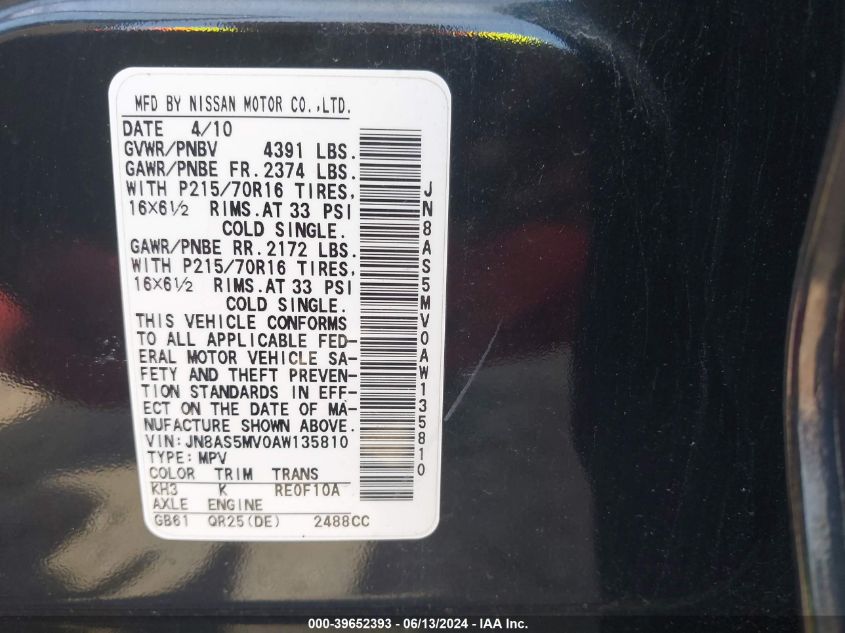 MFD BY NISSAN MOTOR CO.,LTD.
DATE 4/10
GVWR/PNBV 4391 LBS.
GAWR/PNBE FR. 2374 LBS.
WITH P215/70R16 TIRES,
16X6½ RIMS. AT 33 PSI
COLD SINGLE.
GAWR/PNBE RR. 2172 LBS.
WITH P215/70R16 TIRES,
16X6½ RIMS. AT 33 PSI
COLD SINGLE.
THIS VEHICLE CONFORMS
TO ALL APPLICABLE FED-
ERAL MOTOR VEHICLE SA-
FETY AND THEFT PREVEN-
TION STANDARDS IN EFF-
ECT ON THE DATE OF MA-
NUFACTURE SHOWN ABOVE.
VIN: JN8AS5MV0AW135810
TYPE: MPV
COLOR TRIM TRANS
KH3 K RE0F10A
AXLE ENGINE
GB61 QR25(DE) 2488CC
JN8AS5MV0AW135810
000-39652393 - 06/13/2024 - IAA Inc.